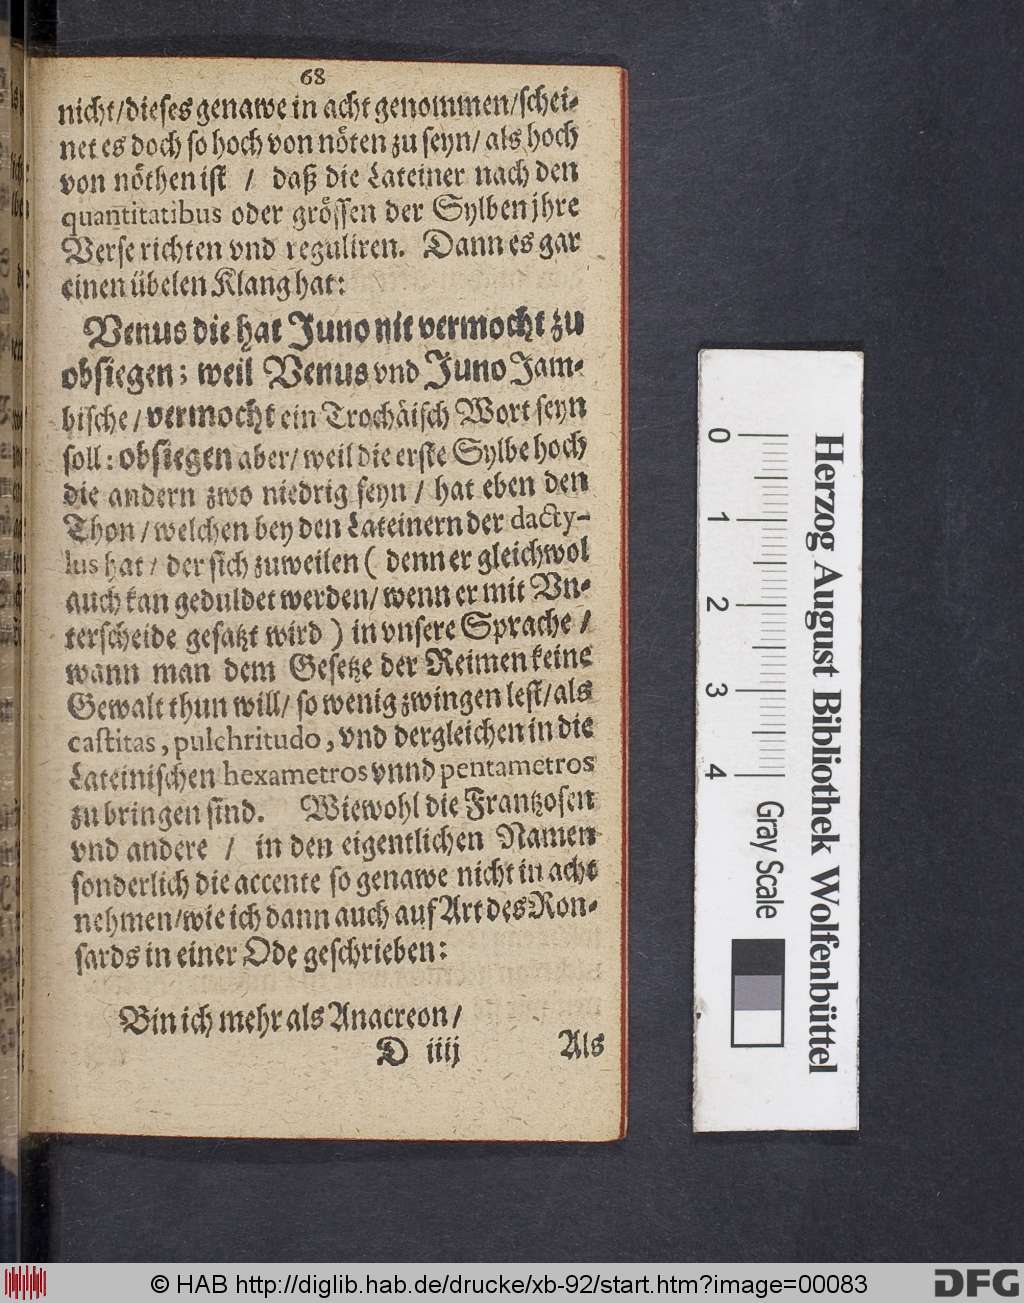 68
nicht/dieses genawe in acht genommen/schei-
net es doch so hoch von nöten zu seyn/ als hoch
von nöthen ist / daß die Lateiner nach den
quantitatibus oder grössen der Sylben jhre
Verse richten vnd reguliren. Dann es gar
einen übelen Klang hat:
Venus die hat Juno nit vermocht zu
obsiegen; weil Venus vnd Juno Jam-
bische/ vermocht ein Trochäisch Wort seyn
soll: obsiegen aber/ weil die erste Sylbe hoch
die andern zwo niedrig seyn / hat eben den
Thon / welchen bey den Lateinern der dacty-
lus hat / der sich zuweilen ( denn er gleichwol
auch kan geduldet werden/ wenn er mit Vn-
terscheide gesatzt wird ) in vnsere Sprache /
wann man dem Gesetze der Reimen keine
Gewalt thun will/ so wenig zwingen lest/ als
castitas, pulchritudo, vnd dergleichen in die
Lateinischen hexametros vnnd pentametros
zu bringen sind. Wiewohl die Frantzosen
vnd andere / in den eigentlichen Namen
sonderlich die accente so genawe nicht in acht
nehmen/wie ich dann auch auf Art des Ron-
sards in einer Ode geschrieben:
Bin ich mehr als Anacreon /
D iiij Als
0 1 2 3 4
Herzog August Bibliothek Wolfenbüttel
Gray Scale
© HAB http://diglib.hab.de/drucke/xb-92/start.htm?image=00083
DFG